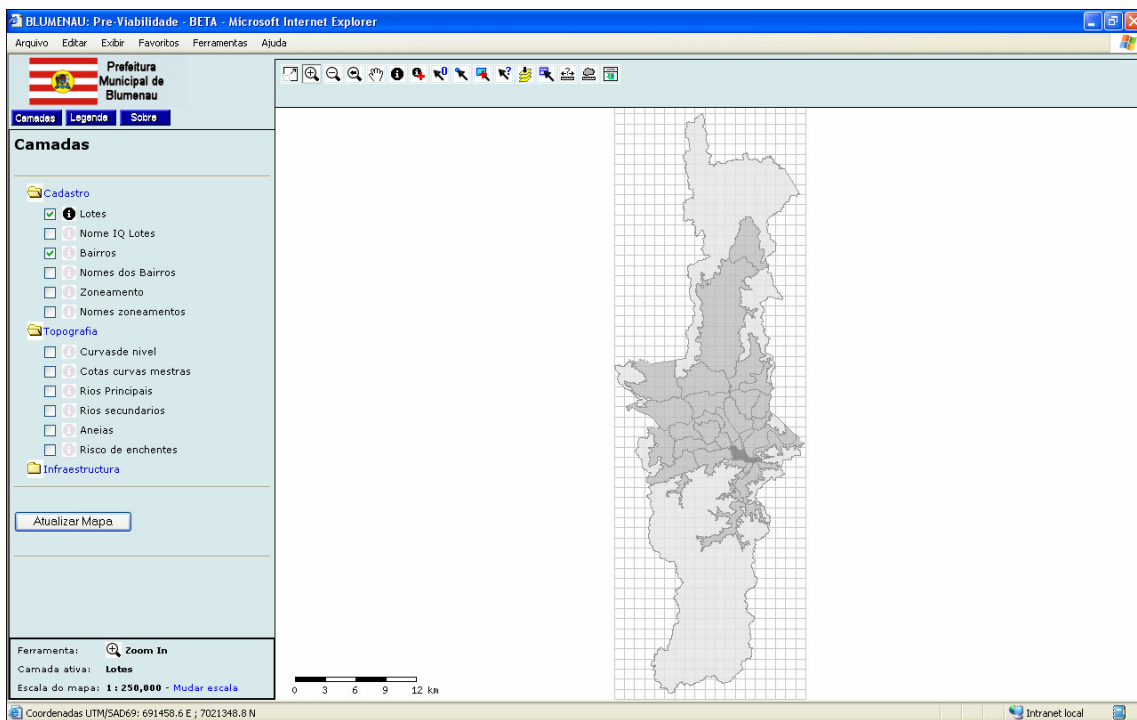 BLUMENAU: Pre-Viabilidade - BETA - Microsoft Internet Explorer
Arquivo Editar Exibir Favoritos Ferramentas Ajuda
Prefeitura
Municipal de
Blumenau
Camadas Legenda Sobre
Camadas
Cadastro
Lotes
Nome IQ Lotes
Bairros
Nomes dos Bairros
Zoneamento
Nomes zoneamentos
Topografia
Curvasde nivel
Cotas curvas mestras
Rios Principais
Rios secundarios
Aneias
Risco de enchentes
Infraestructura
Atualizar Mapa
Ferramenta: Zoom In
Camada ativa: Lotes
Escala do mapa: 1:250,000 - Mudar escala
0 3 6 9 12 km
Coordenadas UTM/SAD69: 691458.6 E ; 7021348.8 N
Intranet local